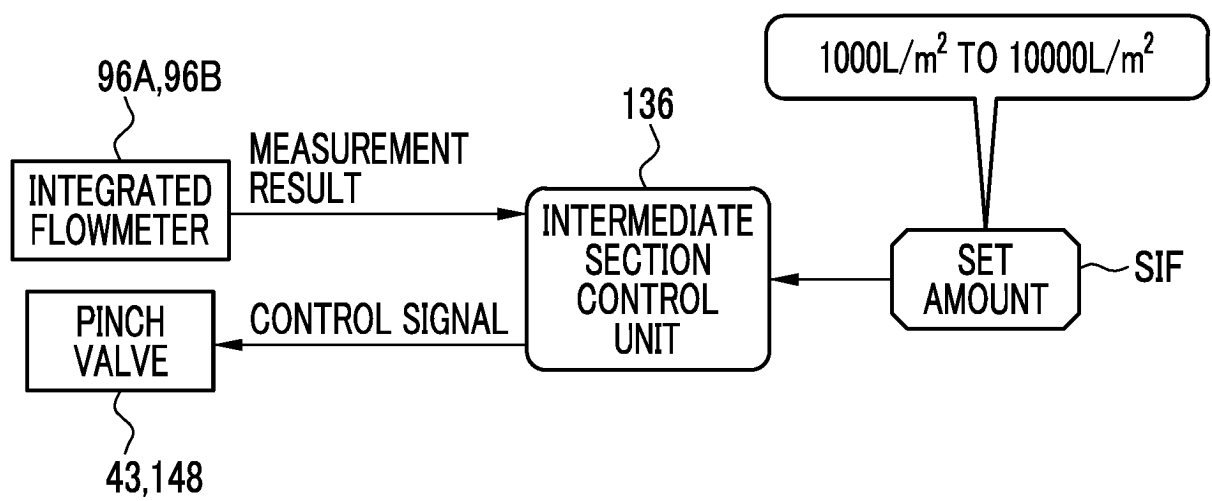 1000L/m² TO 10000L/m²
96A,96B
136
MEASUREMENT
RESULT
INTEGRATED
FLOWMETER
INTERMEDIATE
SECTION
CONTROL
UNIT
SET
AMOUNT
SIF
CONTROL SIGNAL
PINCH
VALVE
43,148